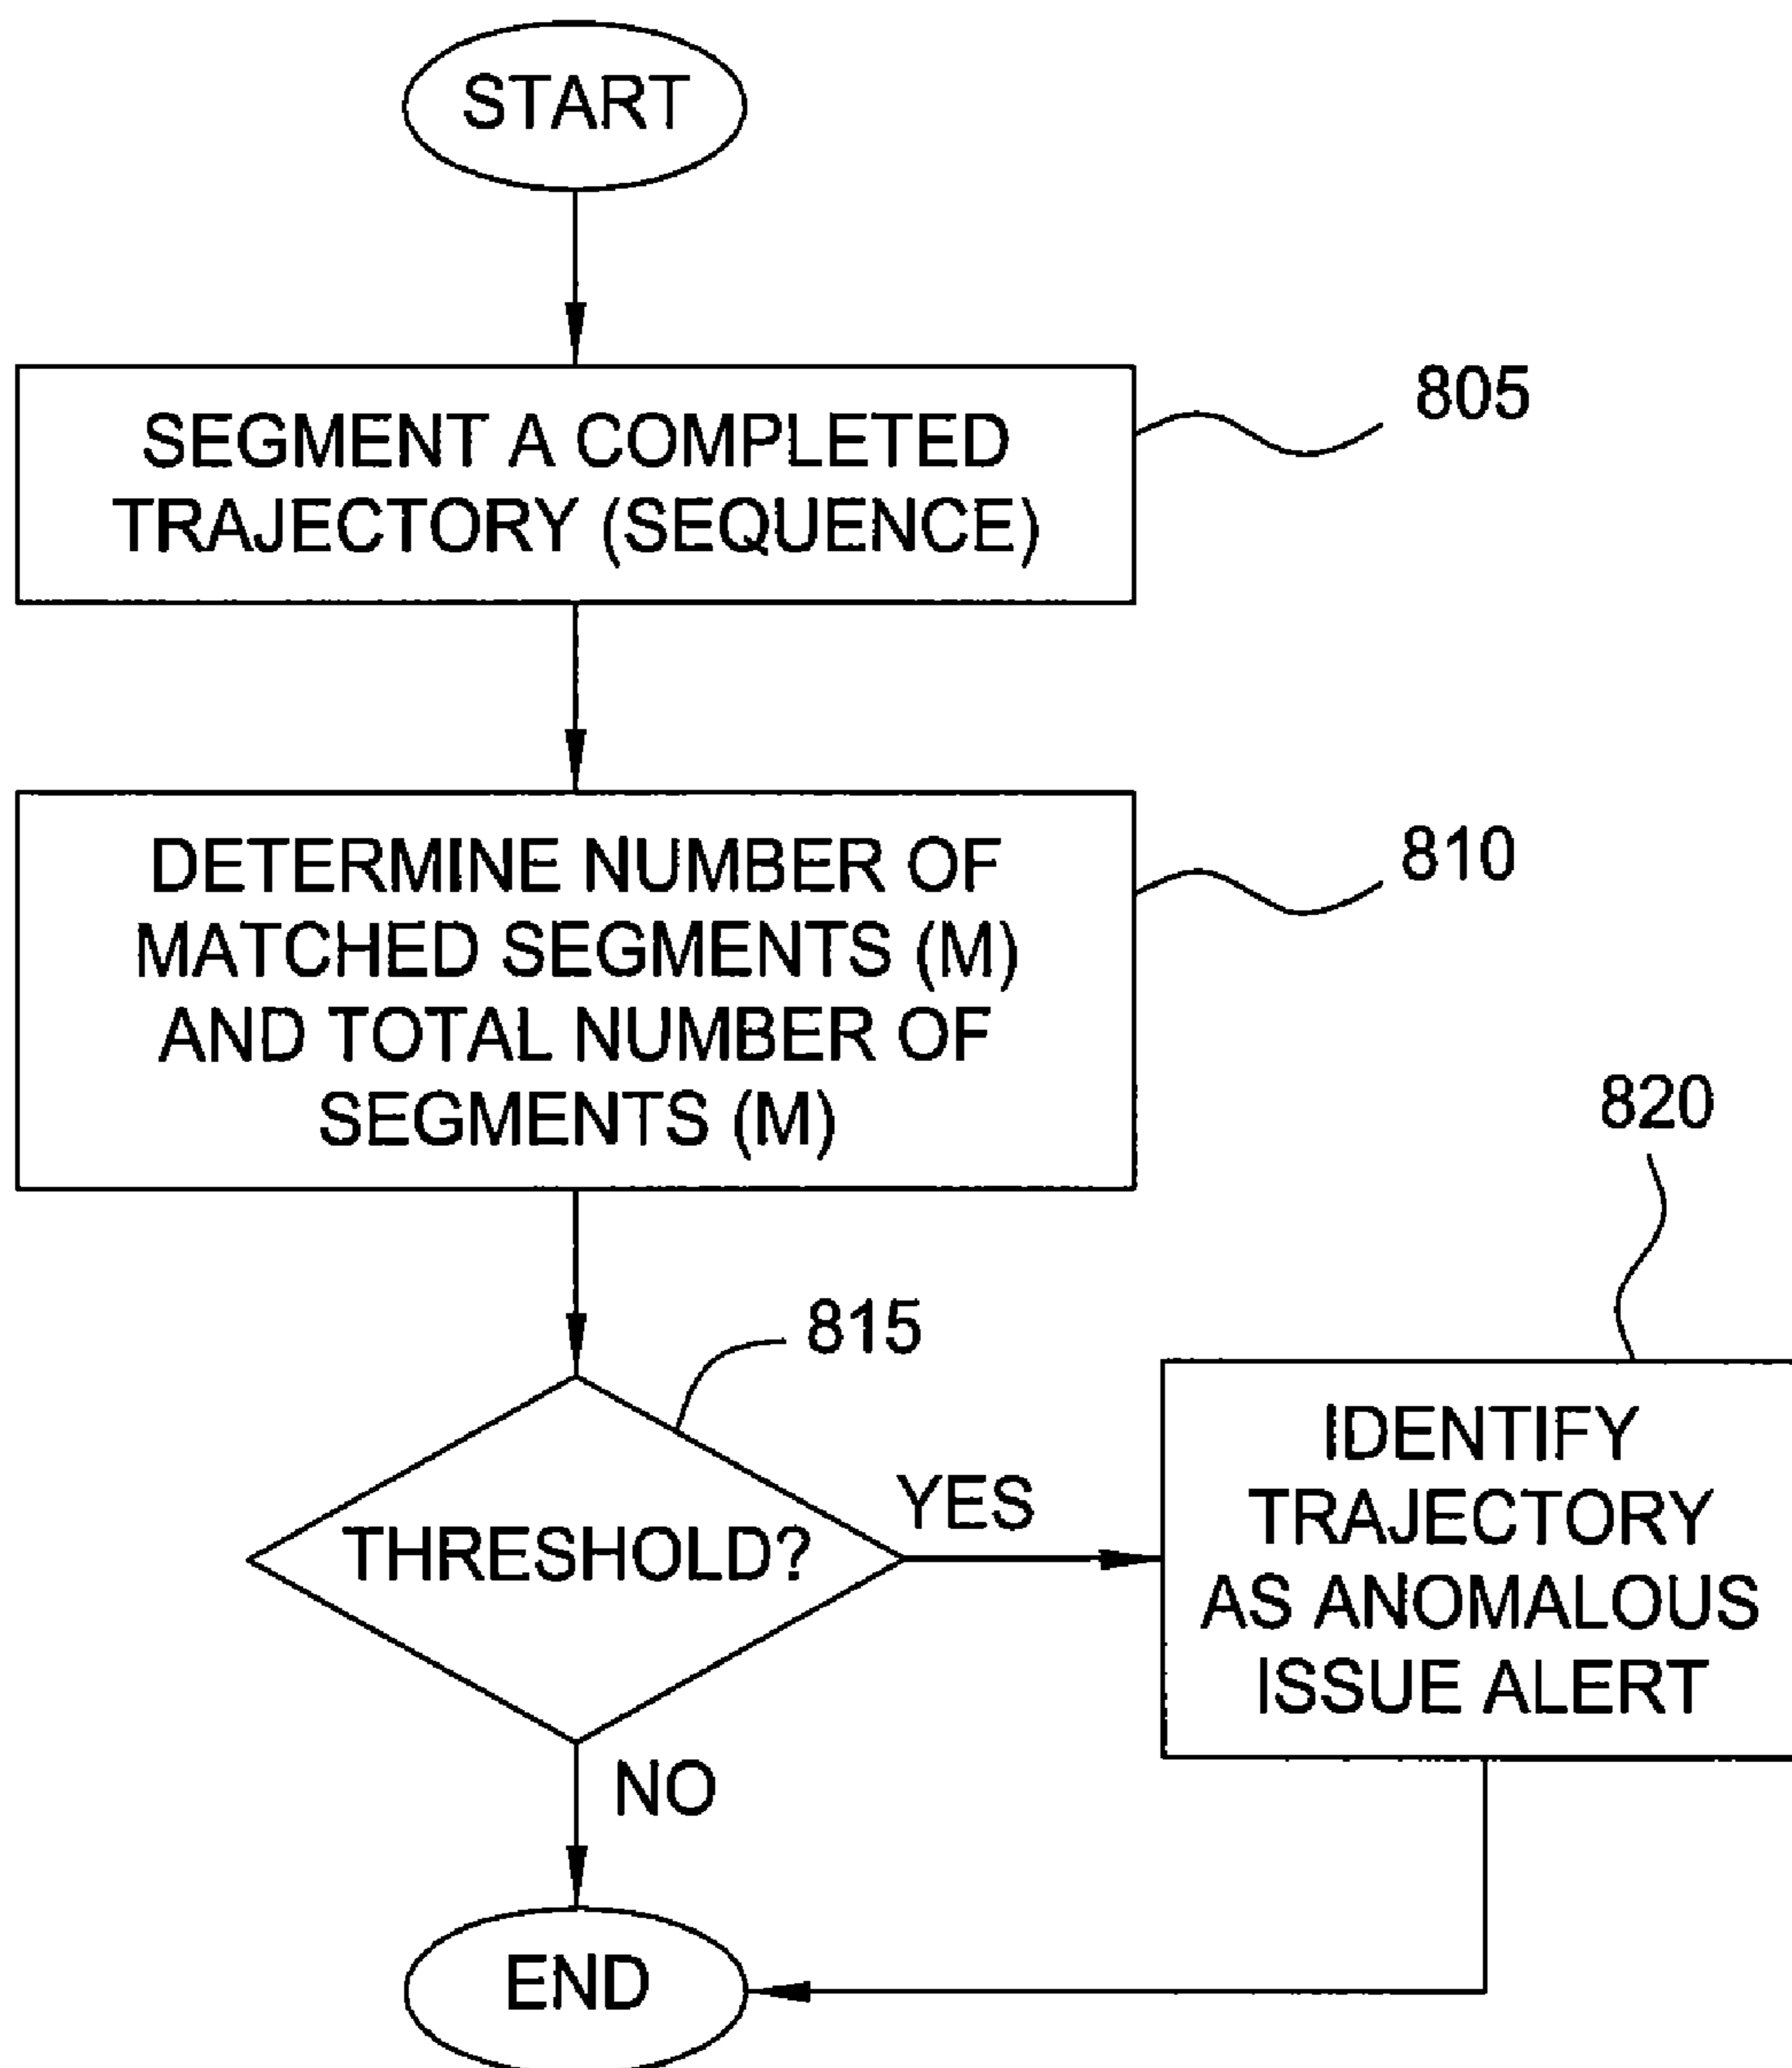 START
SEGMENT A COMPLETED
TRAJECTORY (SEQUENCE)
805
DETERMINE NUMBER OF
MATCHED SEGMENTS (M)
AND TOTAL NUMBER OF
SEGMENTS (M)
810
815
THRESHOLD?
YES
820
IDENTIFY
TRAJECTORY
AS ANOMALOUS
ISSUE ALERT
NO
END